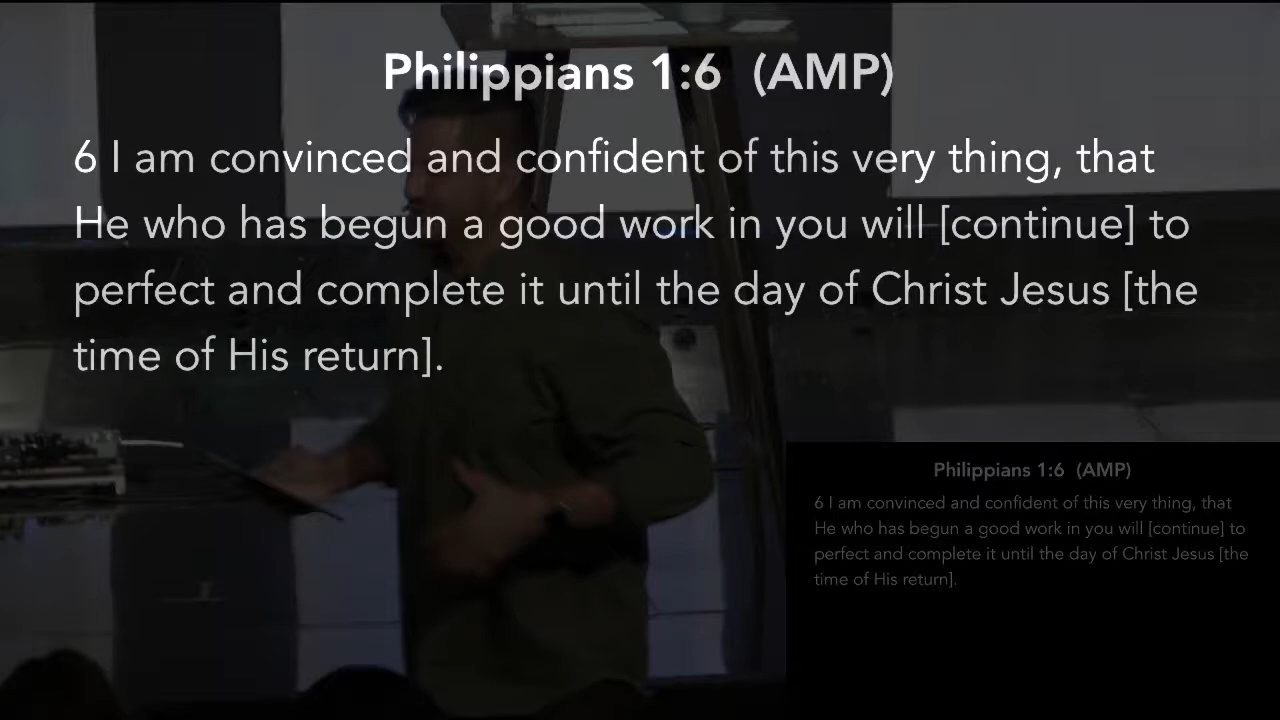 Philippians 1:6 (AMP)
6 I am convinced and confident of this very thing, that
He who has begun a good work in you will [continue] to
perfect and complete it until the day of Christ Jesus [the
time of His return].
Philippians 1:6 (AMP)
6 I am convinced and confident of this very thing, that
He who has begun a good work in you will [continue] to
perfect and complete it until the day of Christ Jesus [the
time of His return].